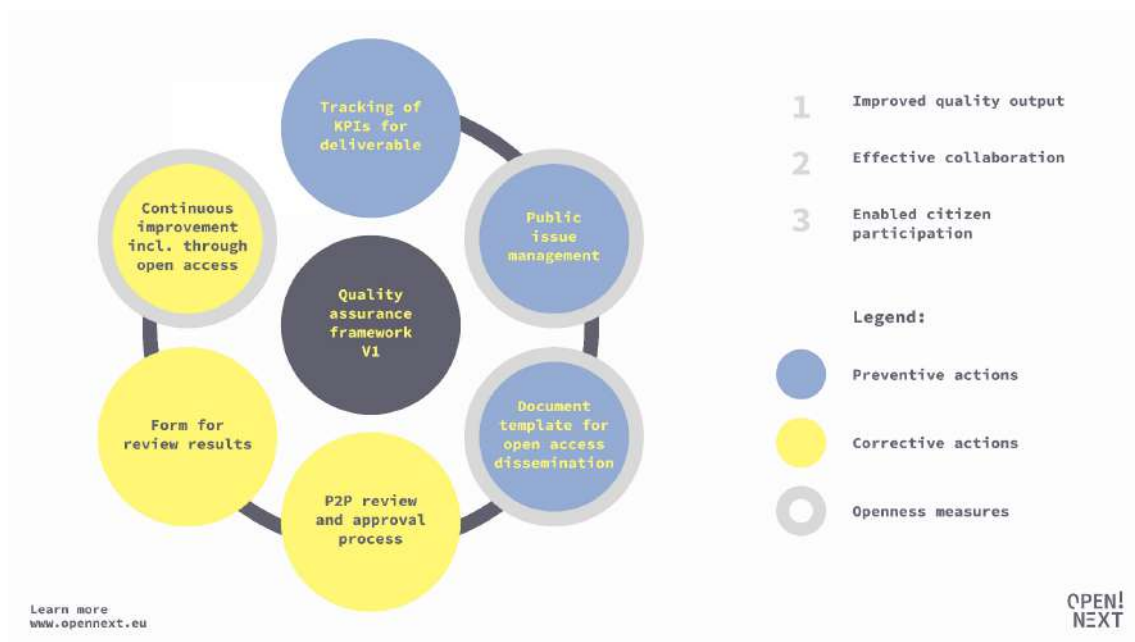 Tracking of
KPIs for
deliverable
Public
issue
management
Document
template for
open access
dissemination
P2P review
and approval
process
Form for
review results
Continuous
improvement
incl. through
open access
Quality
assurance
framework
V1
1 Improved quality output
2 Effective collaboration
3 Enabled citizen
participation
Legend:
Preventive actions
Corrective actions
Openness measures
Learn more
www.opennext.eu
OPEN!
NEXT